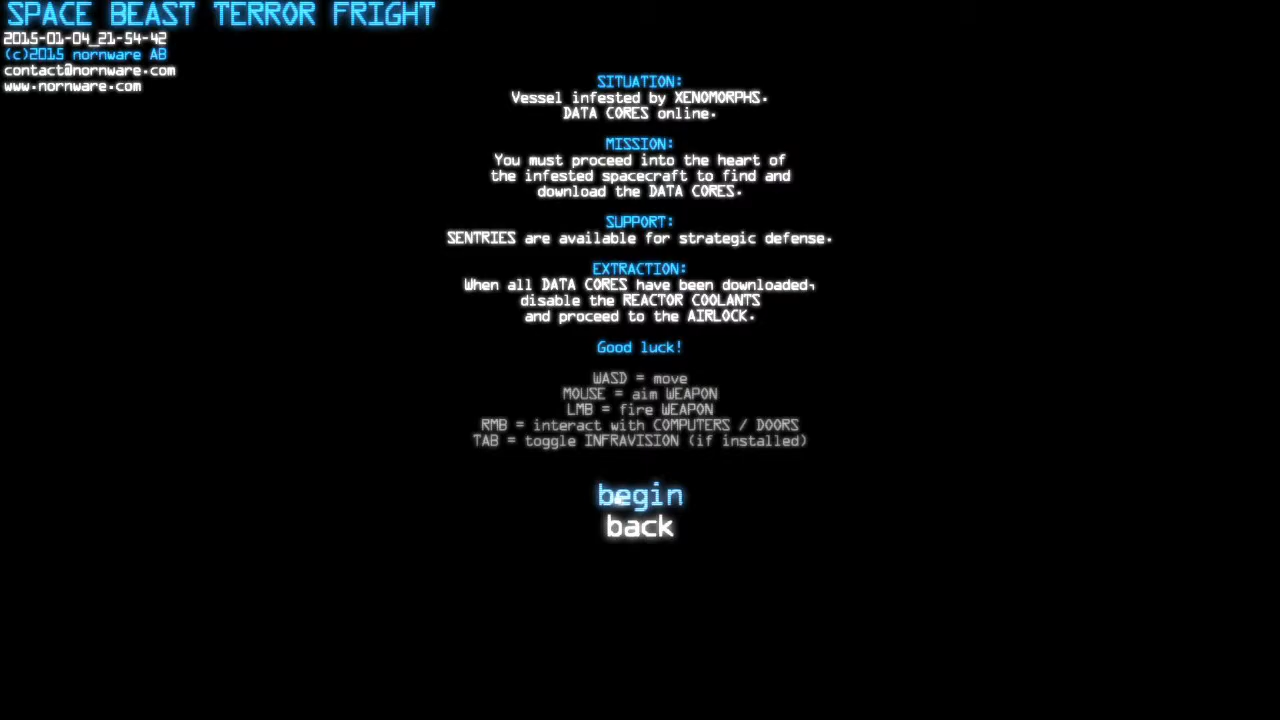 SPACE BEAST TERROR FRIGHT
2015-01-04_21-54-42
(c)2015 nornware AB
contact@nornware.com
www.nornware.com
SITUATION:
Vessel infested by XENOMORPHS.
DATA CORES online.
MISSION:
You must proceed into the heart of
the infested spacecraft to find and
download the DATA CORES.
SUPPORT:
SENTRIES are available for strategic defense.
EXTRACTION:
When all DATA CORES have been downloaded,
disable the REACTOR COOLANTS
and proceed to the AIRLOCK.
Good luck!
WASD = move
MOUSE = aim WEAPON
LMB = fire WEAPON
RMB = interact with COMPUTERS / DOORS
TAB = toggle INFRAVISION (if installed)
begin
back